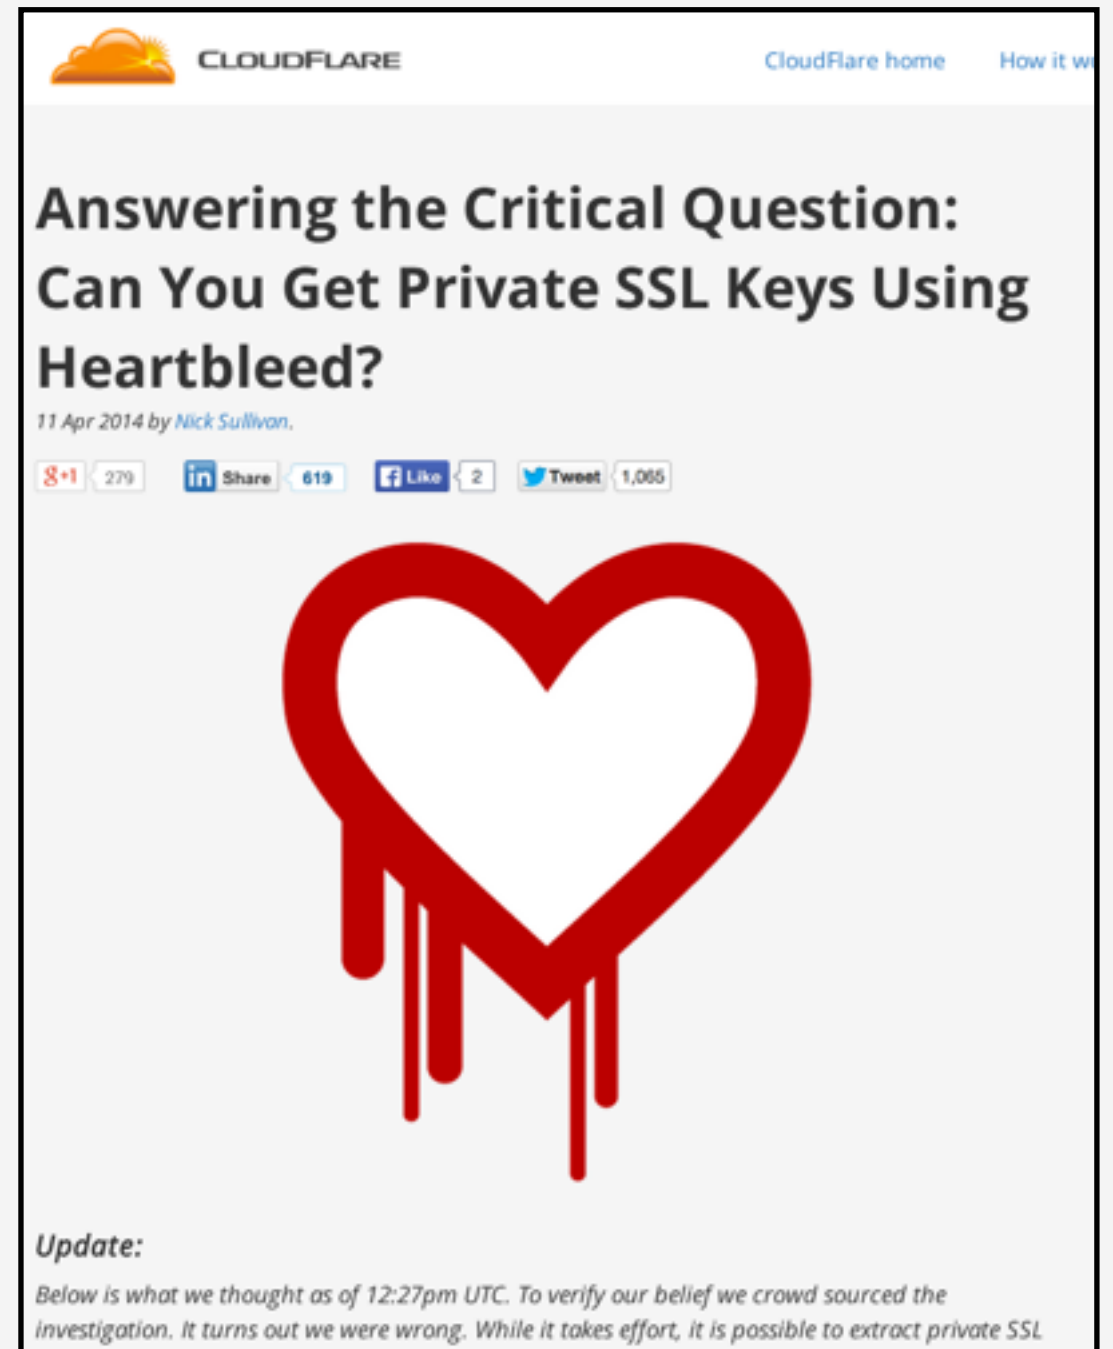 CLOUDFLARE
CloudFlare home How it
Answering the Critical Question:
Can You Get Private SSL Keys Using
Heartbleed?
11 Apr 2014 by Nick Sullivan.
g+1 279 in Share 619 f Like 2 Tweet 1,065
Update:
Below is what we thought as of 12:27pm UTC. To verify our belief we crowd sourced the
investigation. It turns out we were wrong. While it takes effort, it is possible to extract private SSL